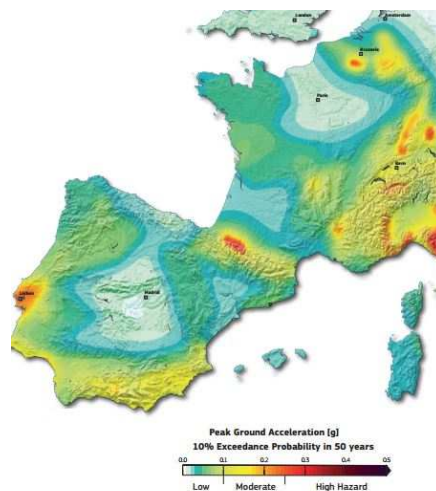 London
Amsterdam
Brussels
Paris
Bern
Lisbon
Madrid
Peak Ground Acceleration [g]
10% Exceedance Probability in 50 years
0.0 0.1 0.2 0.3 0.4 0.5
Low Moderate High Hazard